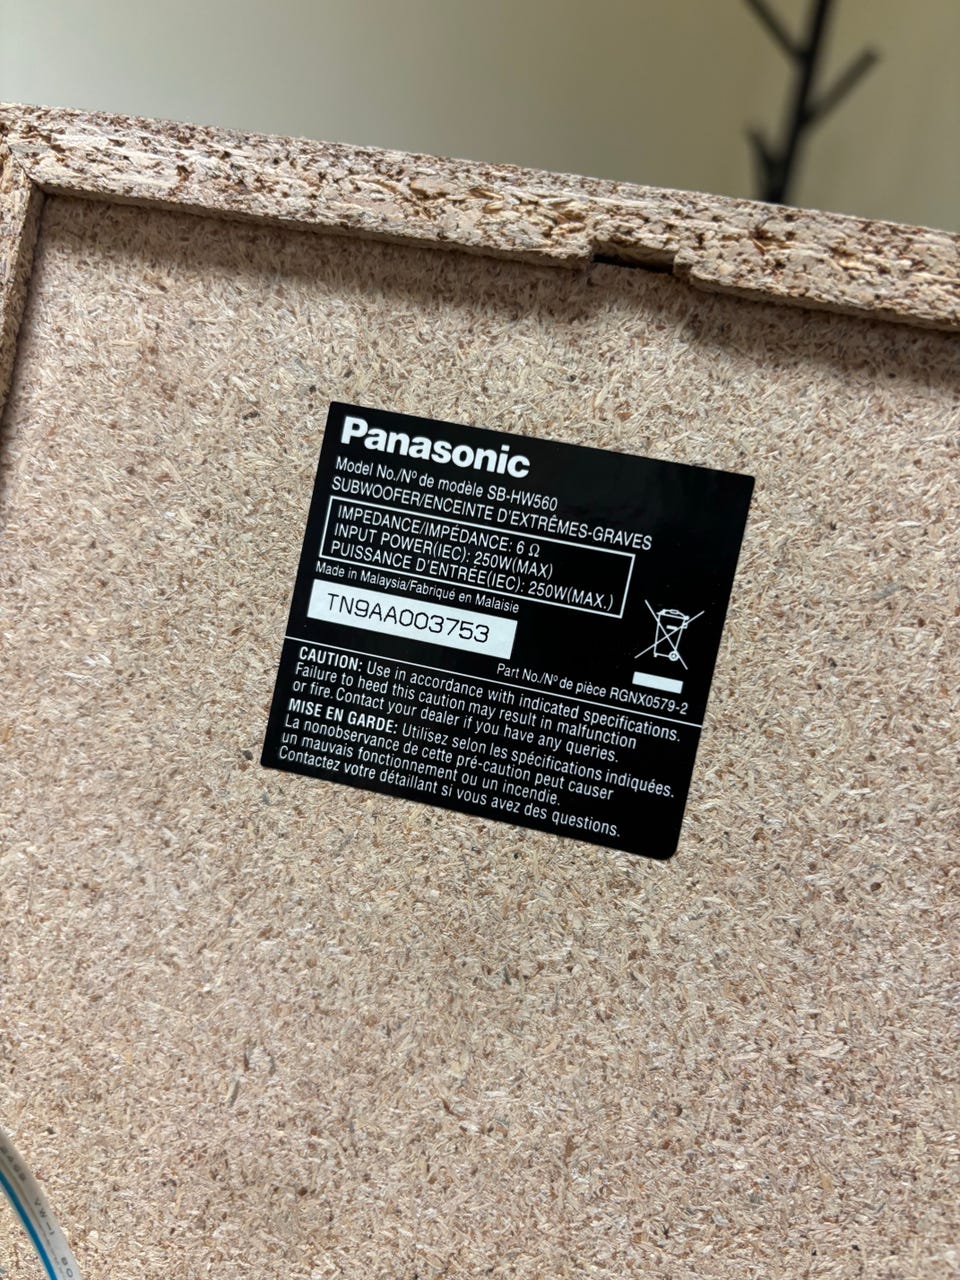 Panasonic
Model No./Nº de modèle SB-HW560
SUBWOOFER/ENCEINTE D'EXTRÊMES-GRAVES
IMPEDANCE/IMPÉDANCE: 6 Ω
INPUT POWER(IEC): 250W(MAX)
PUISSANCE D'ENTRÉE(IEC): 250W(MAX.)
Made in Malaysia/Fabriqué en Malaisie
TN9AA003753
Part No./Nº de pièce RGNX0579-2
CAUTION: Use in accordance with indicated specifications.
Failure to heed this caution may result in malfunction
or fire. Contact your dealer if you have any queries.
MISE EN GARDE: Utilisez selon les spécifications indiquées.
La nonobservance de cette pré-caution peut causer
un mauvais fonctionnement ou un incendie.
Contactez votre détaillant si vous avez des questions.
VW-1